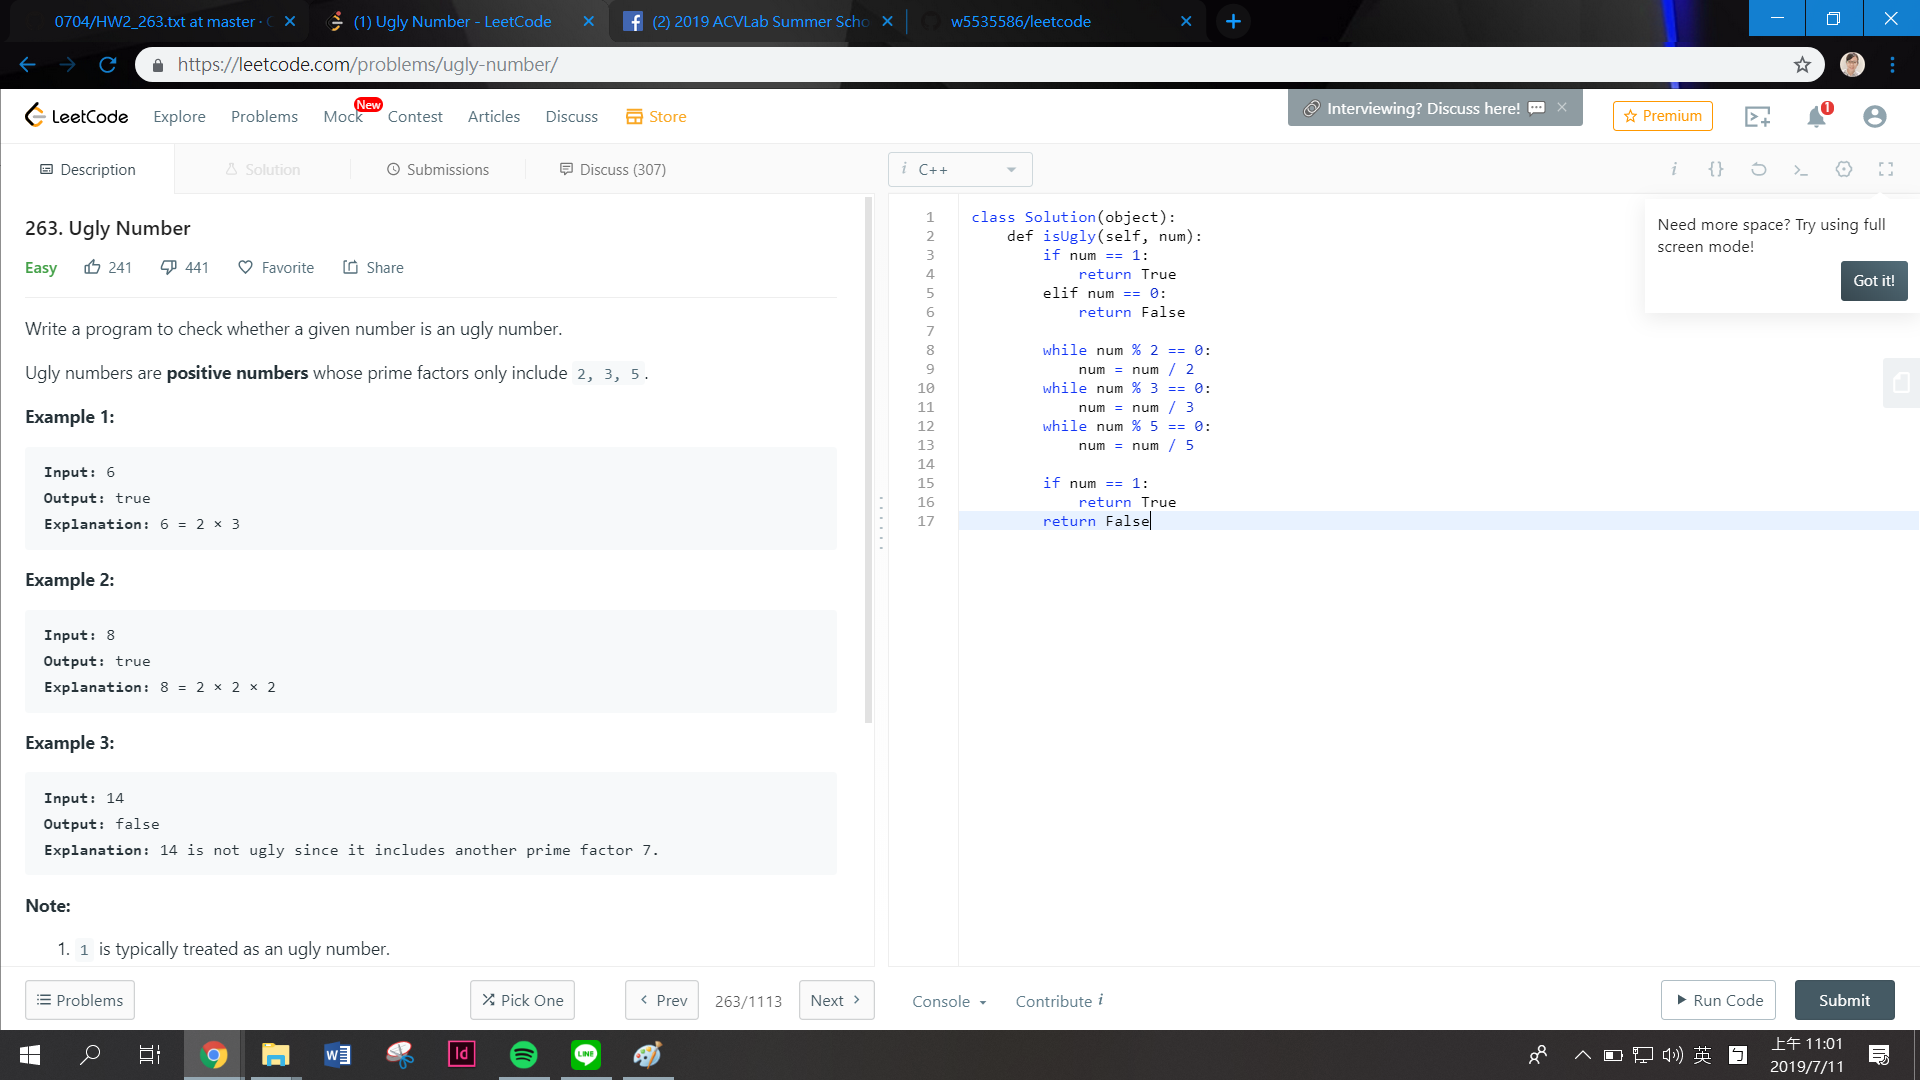 0704/HW2_263.txt at master ·
(1) Ugly Number - LeetCode
(2) 2019 ACVLab Summer Scho
w5535586/leetcode
https://leetcode.com/problems/ugly-number/
LeetCode
Explore
Problems
Mock
New
Contest
Articles
Discuss
Store
Interviewing? Discuss here!
Premium
1
Description
Solution
Submissions
Discuss (307)
i C++
i
{}
263. Ugly Number
Easy
241
441
Favorite
Share
Write a program to check whether a given number is an ugly number.
Ugly numbers are positive numbers whose prime factors only include 2, 3, 5.
Example 1:
Input: 6
Output: true
Explanation: 6 = 2 × 3
Example 2:
Input: 8
Output: true
Explanation: 8 = 2 × 2 × 2
Example 3:
Input: 14
Output: false
Explanation: 14 is not ugly since it includes another prime factor 7.
Note:
1. 1 is typically treated as an ugly number.
1 class Solution(object):
2 def isUgly(self, num):
3 if num == 1:
4 return True
5 elif num == 0:
6 return False
7
8 while num % 2 == 0:
9 num = num / 2
10 while num % 3 == 0:
11 num = num / 3
12 while num % 5 == 0:
13 num = num / 5
14
15 if num == 1:
16 return True
17 return False
Need more space? Try using full
screen mode!
Got it!
Problems
Pick One
Prev
263/1113
Next
Console
Contribute i
Run Code
Submit
W
Id
LINE
英
上午 11:01
2019/7/11